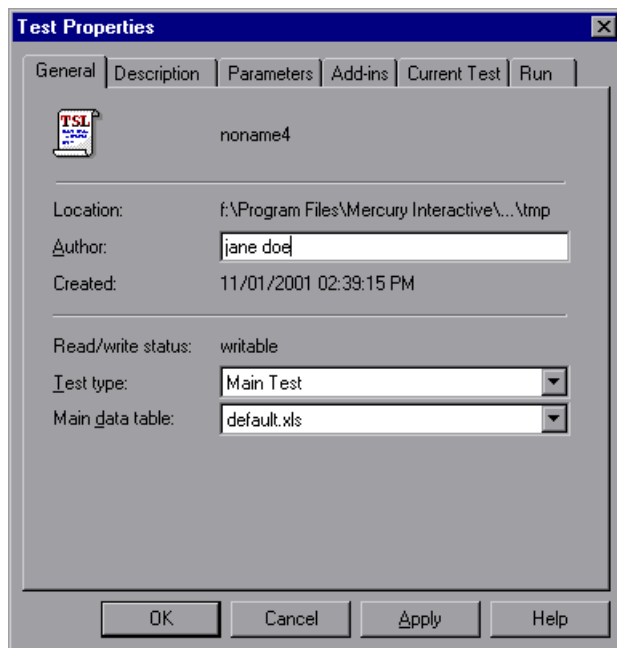 Test Properties
General Description Parameters Add-ins Current Test Run
TSL
noname4
Location: f:\Program Files\Mercury Interactive\...\tmp
Author: jane doe
Created: 11/01/2001 02:39:15 PM
Read/write status: writable
Test type: Main Test
Main data table: default.xls
OK Cancel Apply Help